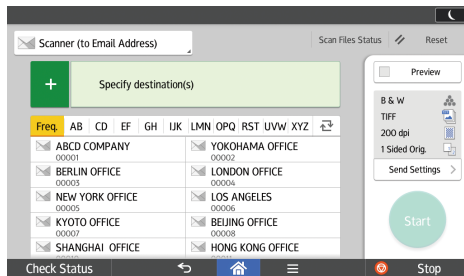 Scanner (to Email Address)
Scan Files Status
Reset
+
Specify destination(s)
Preview
B & W
TIFF
200 dpi
1 Sided Orig.
Send Settings
Start
Freq. AB CD EF GH IJK LMN OPQ RST UVW XYZ
ABCD COMPANY
00001
YOKOHAMA OFFICE
00002
BERLIN OFFICE
00003
LONDON OFFICE
00004
NEW YORK OFFICE
00005
LOS ANGELES
00006
KYOTO OFFICE
00007
BEIJING OFFICE
00008
SHANGHAI OFFICE
HONG KONG OFFICE
Check Status
Stop